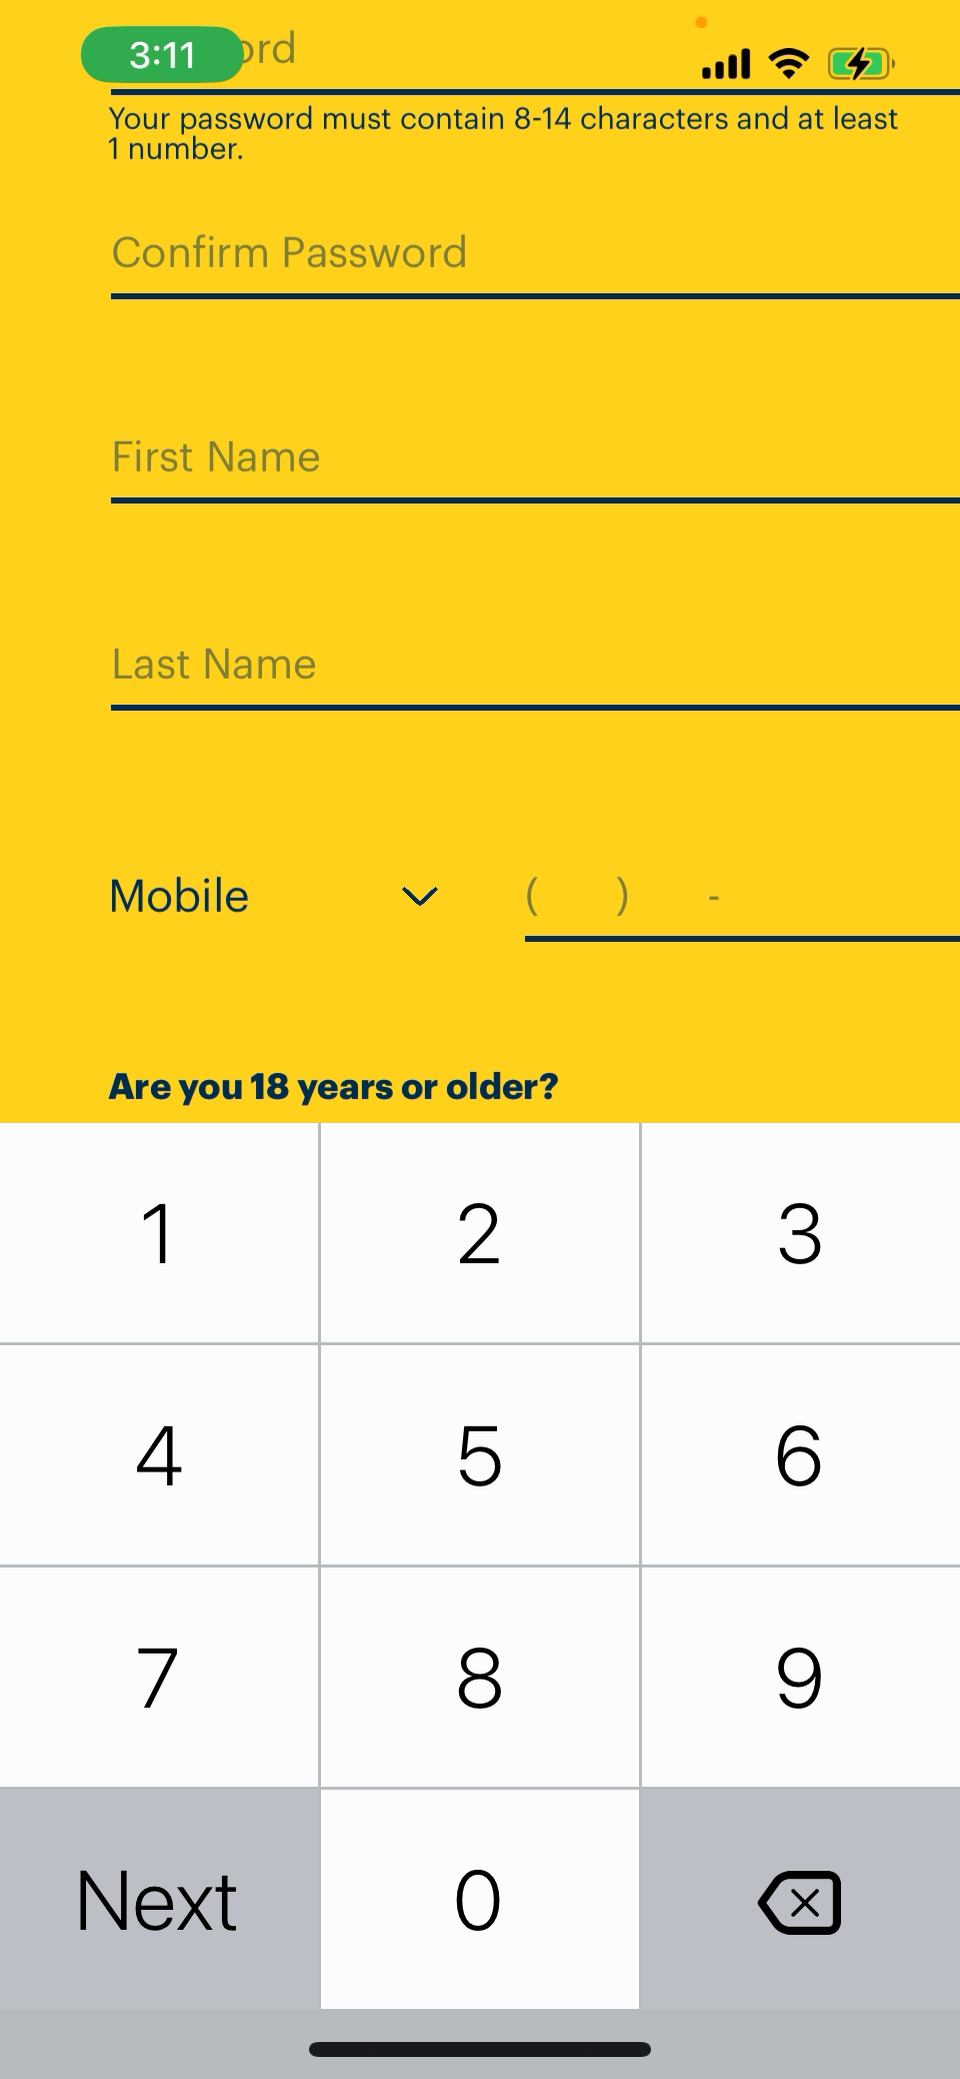 3:11
Your password must contain 8-14 characters and at least
1 number.
Confirm Password
First Name
Last Name
Mobile ( ) -
Are you 18 years or older?
1 2 3
4 5 6
7 8 9
Next 0